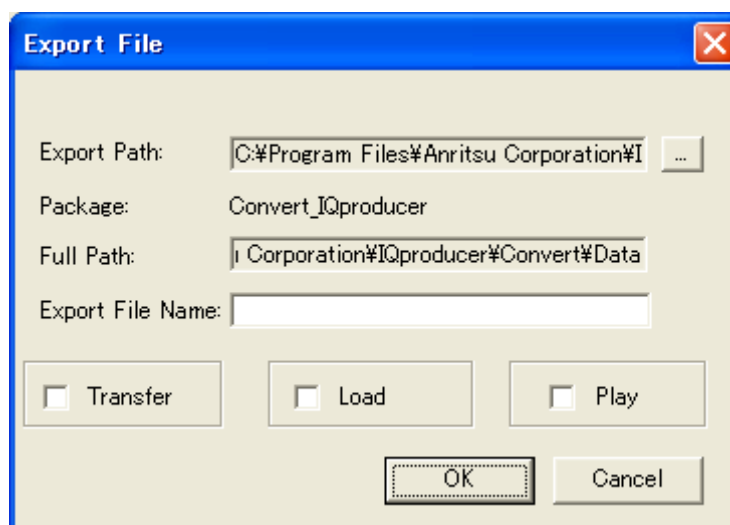 Export File
Export Path: C:¥Program Files¥Anritsu Corporation¥I ...
Package: Convert_IQproducer
Full Path: Corporation¥IQproducer¥Convert¥Data
Export File Name:
Transfer Load Play
OK Cancel